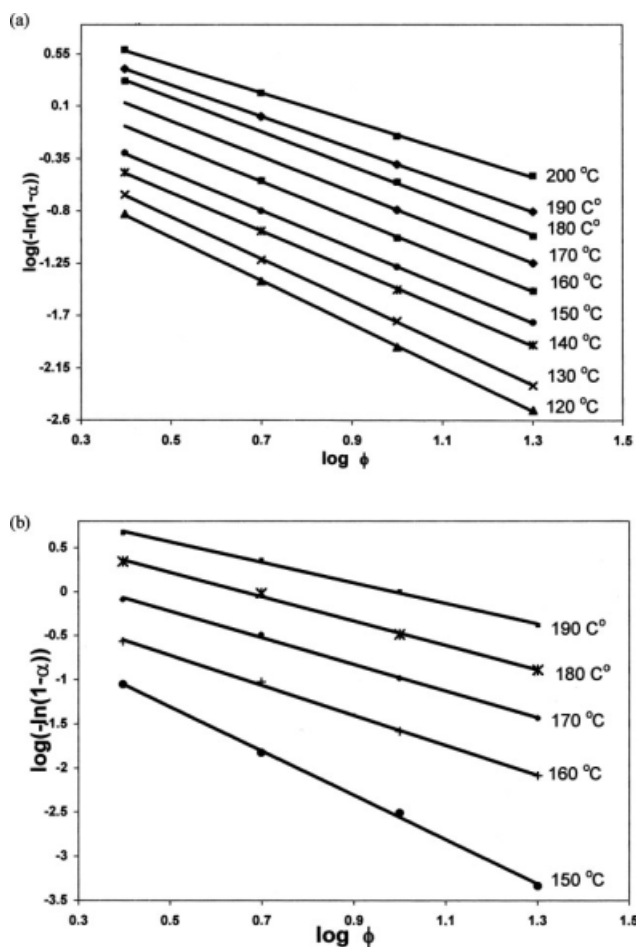 (a)
0.55
0.1
-0.35
-0.8
-1.25
-1.7
-2.15
-2.6
log(-ln(1-α))
200 °C
190 C°
180 C°
170 °C
160 °C
150 °C
140 °C
130 °C
120 °C
0.3 0.5 0.7 0.9 1.1 1.3 1.5
log ϕ
(b)
0.5
0
-0.5
-1
-1.5
-2
-2.5
-3
-3.5
log(-ln(1-α))
190 C°
180 C°
170 °C
160 °C
150 °C
0.3 0.5 0.7 0.9 1.1 1.3 1.5
log ϕ